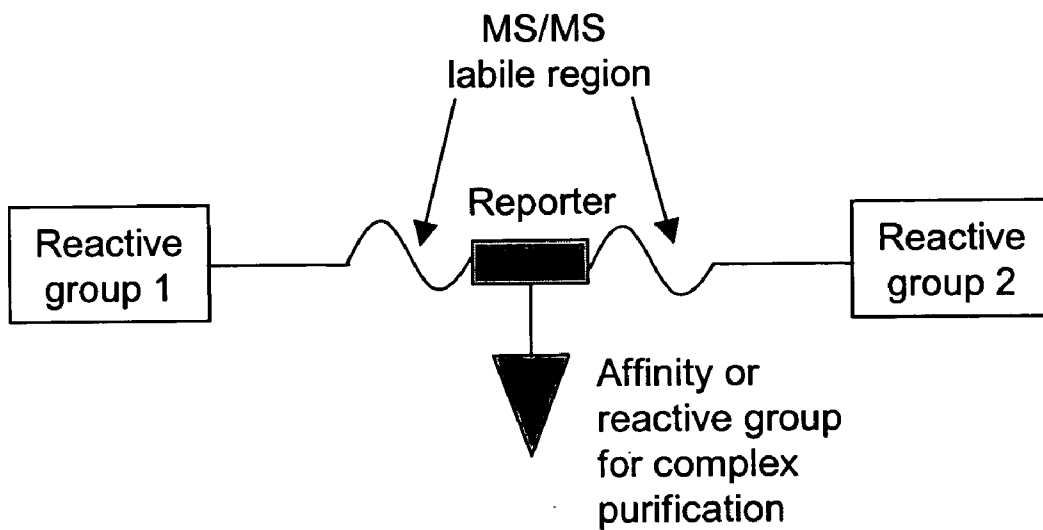 MS/MS
labile region
Reporter
Reactive
group 1
Reactive
group 2
Affinity or
reactive group
for complex
purification